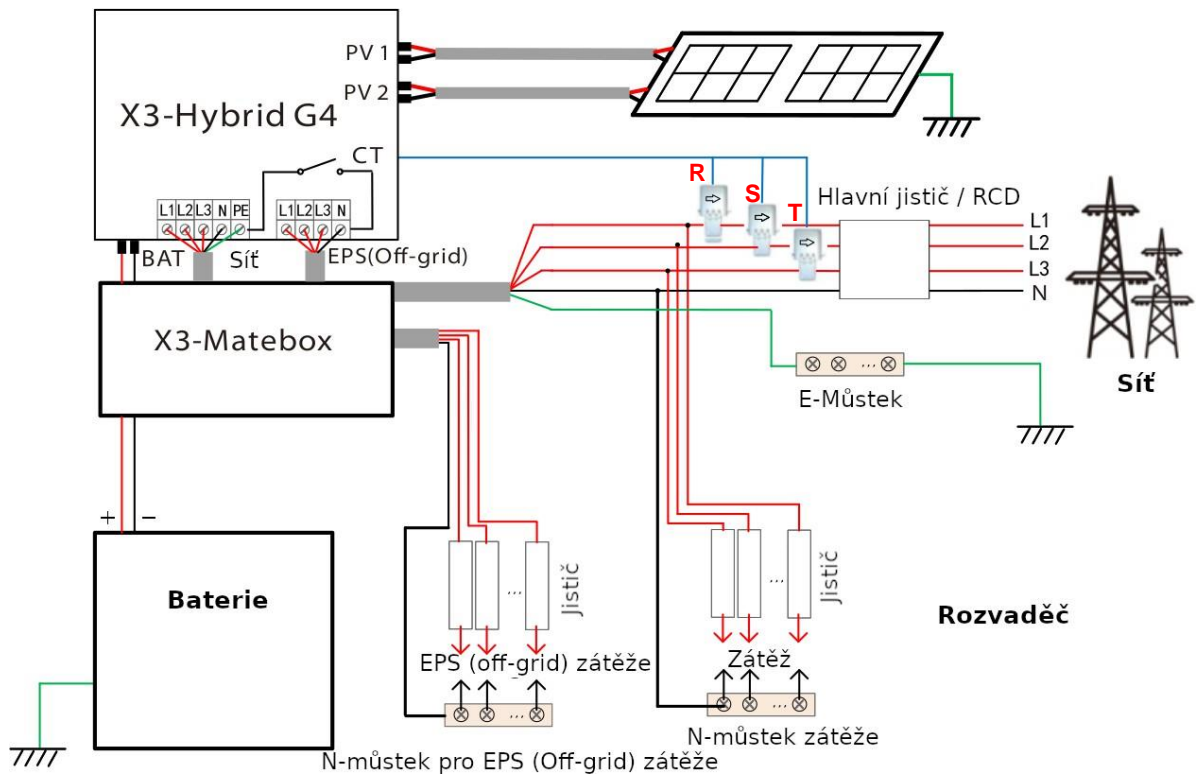 PV 1
PV 2
X3-Hybrid G4
CT
R
S
T
Hlavní jistič / RCD
L1 L2 L3 N PE
L1 L2 L3 N
L1
L2
L3
N
BAT
Síť
EPS(Off-grid)
X3-Matebox
Síť
... 
E-Můstek
+
−
Baterie
...
Jistič
...
Jistič
Rozvaděč
EPS (off-grid) zátěže
Zátěž
...
...
N-můstek zátěže
N-můstek pro EPS (Off-grid) zátěže